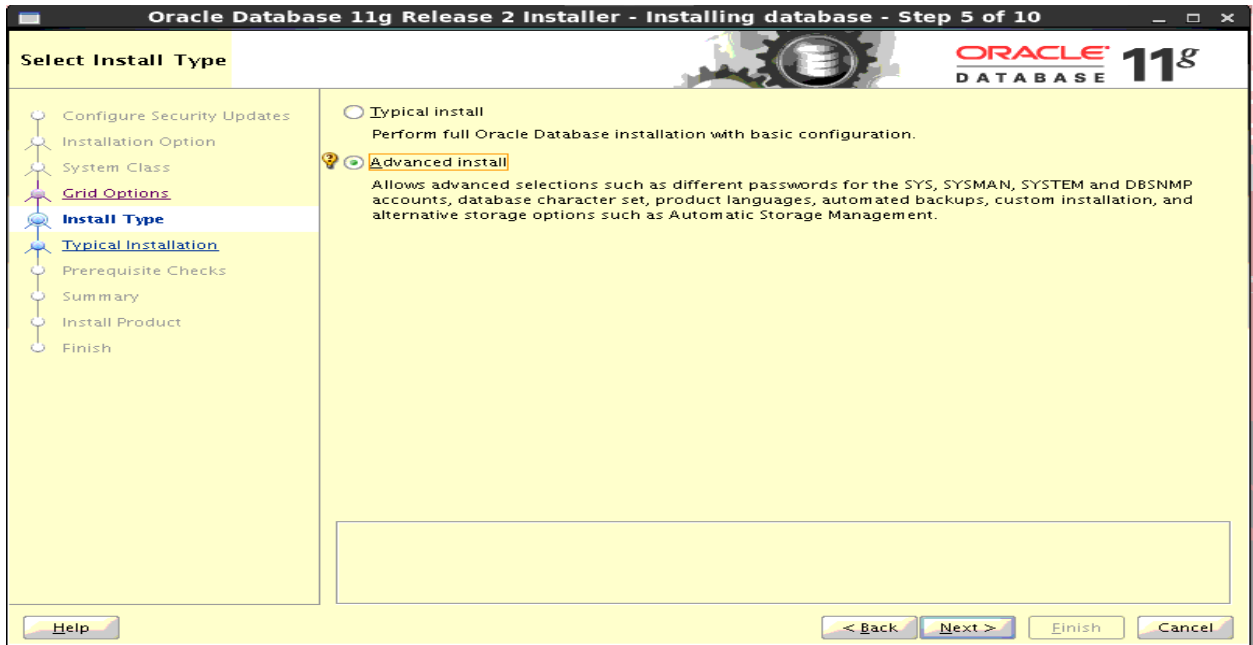 Oracle Database 11g Release 2 Installer - Installing database - Step 5 of 10
Select Install Type
ORACLE
DATABASE
11g
Configure Security Updates
Installation Option
System Class
Grid Options
Install Type
Typical Installation
Prerequisite Checks
Summary
Install Product
Finish
Typical install
Perform full Oracle Database installation with basic configuration.
Advanced install
Allows advanced selections such as different passwords for the SYS, SYSMAN, SYSTEM and DBSNMP
accounts, database character set, product languages, automated backups, custom installation, and
alternative storage options such as Automatic Storage Management.
Help
< Back
Next >
Finish
Cancel